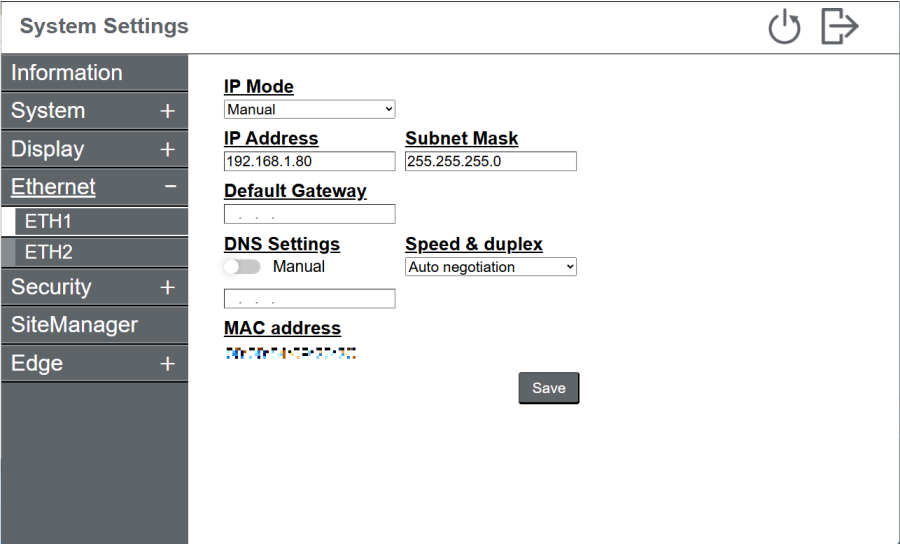 System Settings
Information
System +
Display +
Ethernet -
ETH1
ETH2
Security +
SiteManager
Edge +
IP Mode
Manual
IP Address Subnet Mask
192.168.1.80 255.255.255.0
Default Gateway
. . .
DNS Settings Speed & duplex
Manual Auto negotiation
. . .
MAC address
Save